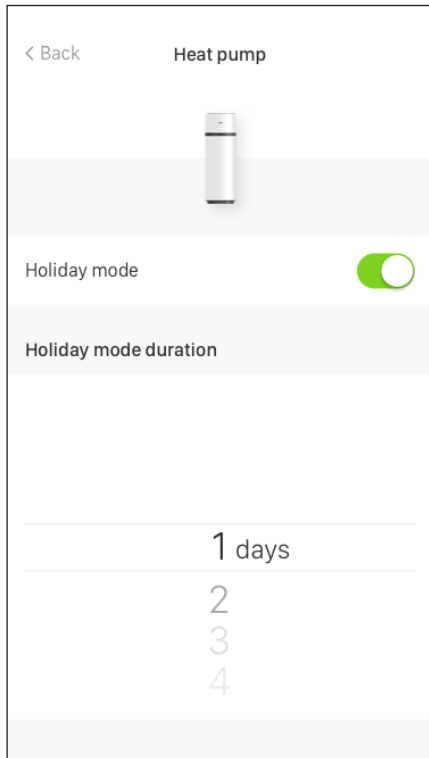 < Back Heat pump
Holiday mode
Holiday mode duration
1 days
2
3
4